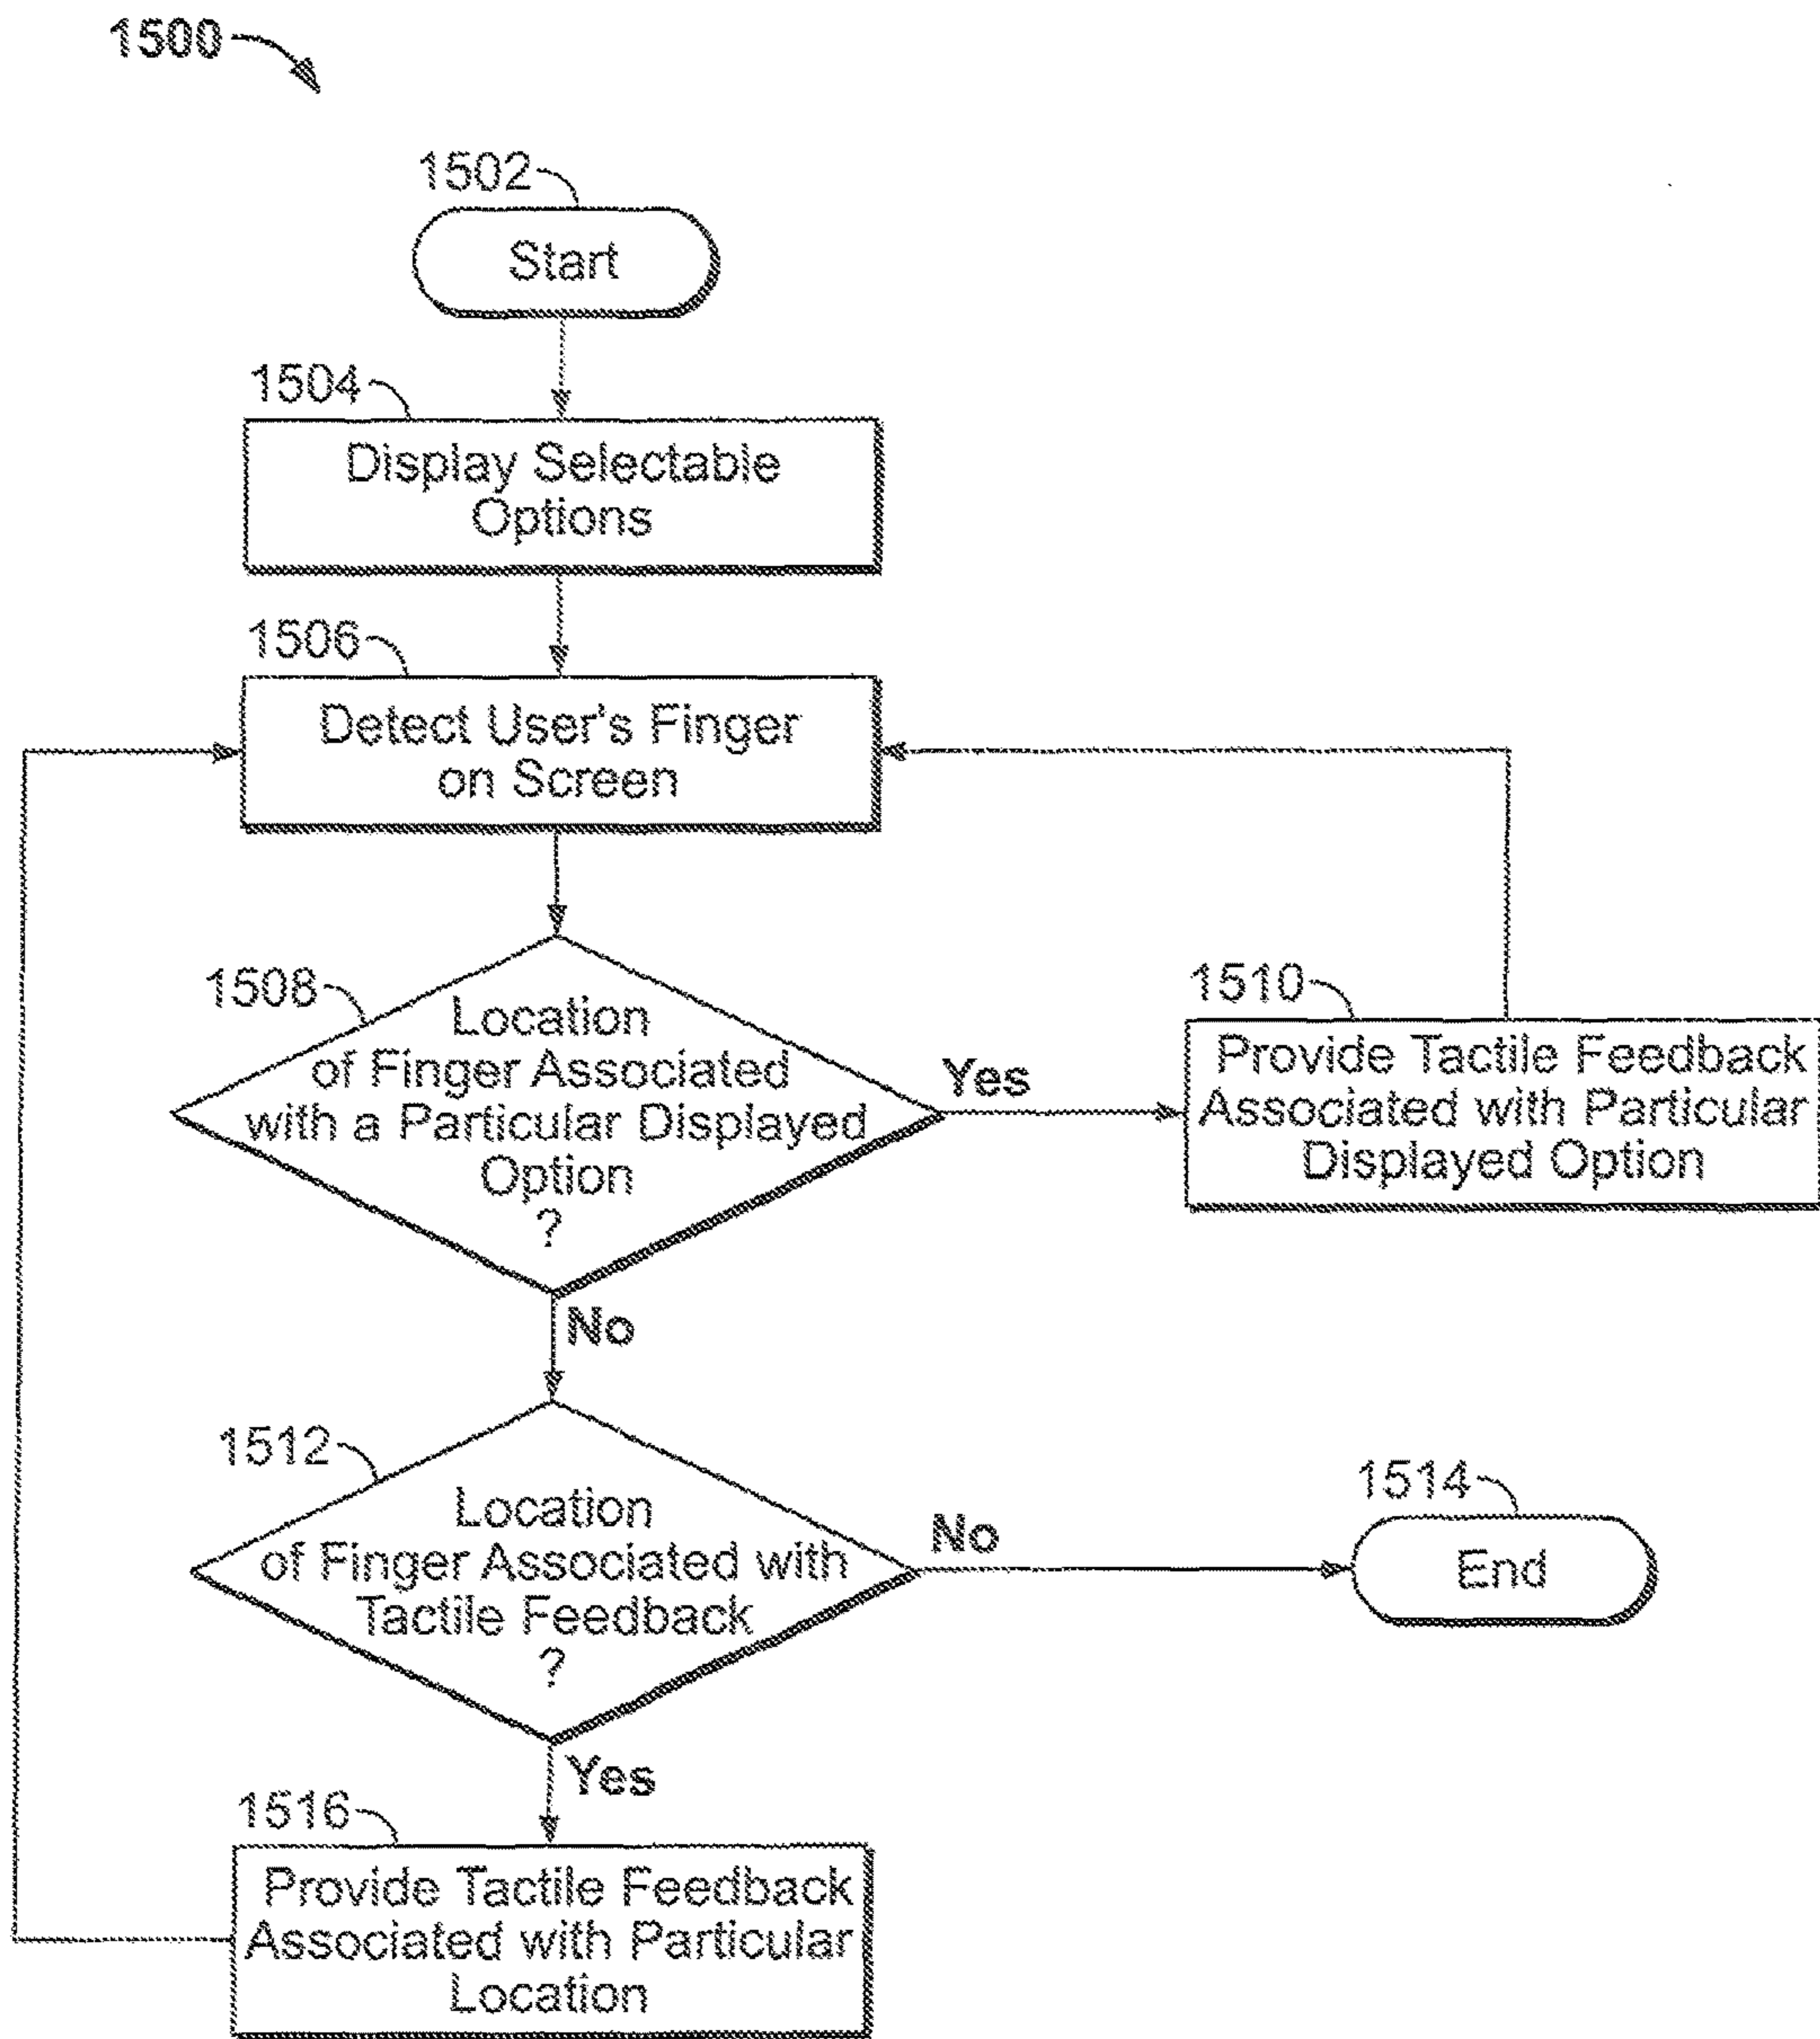 1500
1502
Start
1504
Display Selectable
Options
1506
Detect User's Finger
on Screen
1508
Location
of Finger Associated
with a Particular Displayed
Option
?
Yes
1510
Provide Tactile Feedback
Associated with Particular
Displayed Option
No
1512
Location
of Finger Associated with
Tactile Feedback
?
No
1514
End
Yes
1516
Provide Tactile Feedback
Associated with Particular
Location